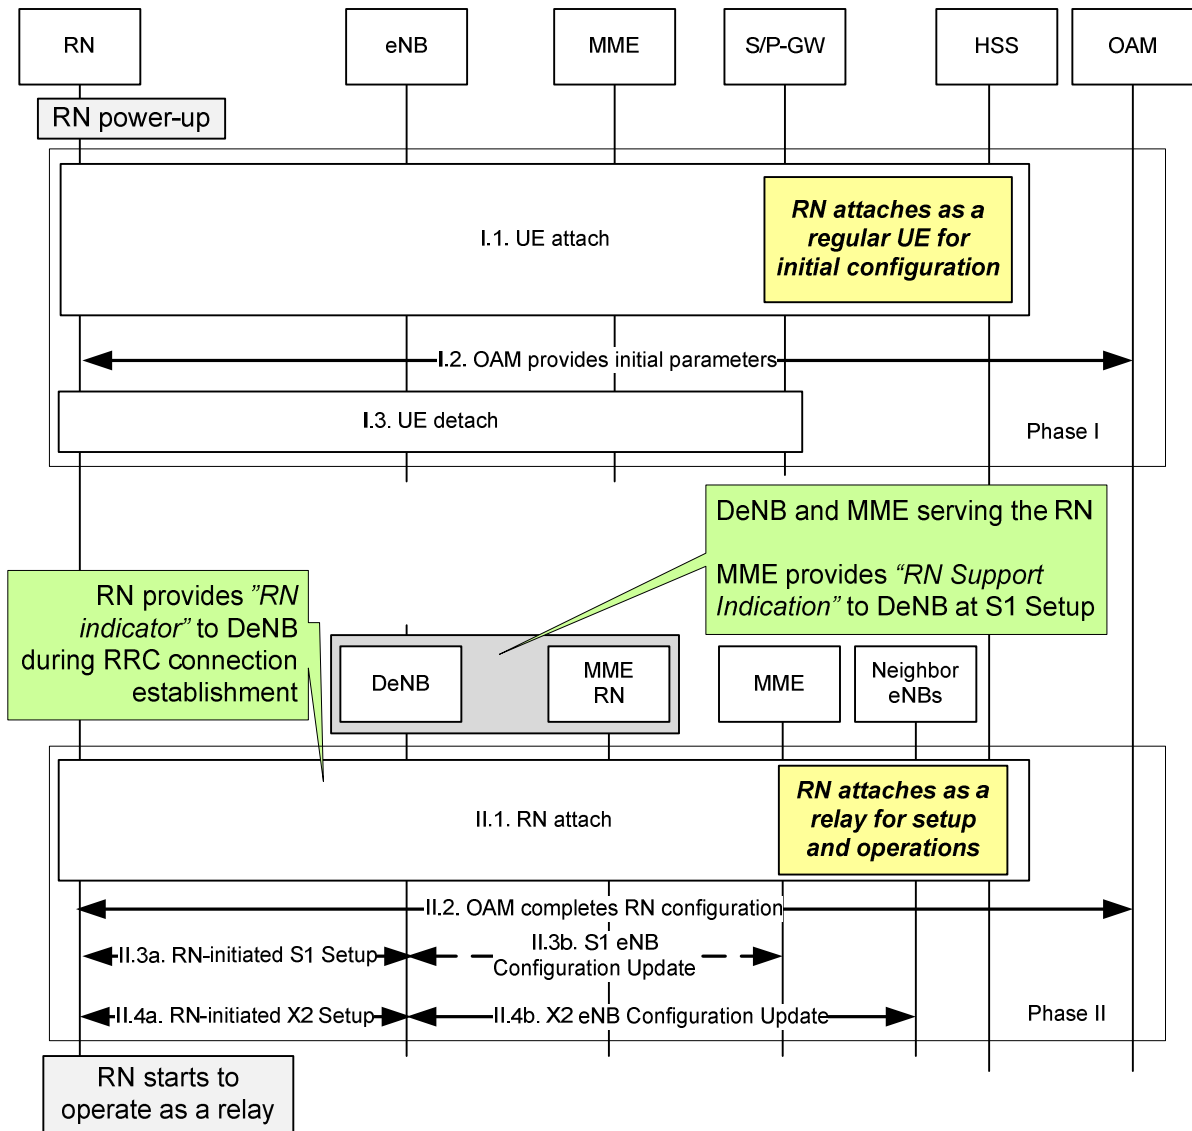 RN
eNB
MME
S/P-GW
HSS
OAM
RN power-up
I.1. UE attach
RN attaches as a
regular UE for
initial configuration
I.2. OAM provides initial parameters
I.3. UE detach
Phase I
DeNB and MME serving the RN
MME provides “RN Support
Indication” to DeNB at S1 Setup
RN provides ”RN
indicator” to DeNB
during RRC connection
establishment
DeNB
MME
RN
MME
Neighbor
eNBs
II.1. RN attach
RN attaches as a
relay for setup
and operations
II.2. OAM completes RN configuration
II.3a. RN-initiated S1 Setup
II.3b. S1 eNB
Configuration Update
II.4a. RN-initiated X2 Setup
II.4b. X2 eNB Configuration Update
Phase II
RN starts to
operate as a relay